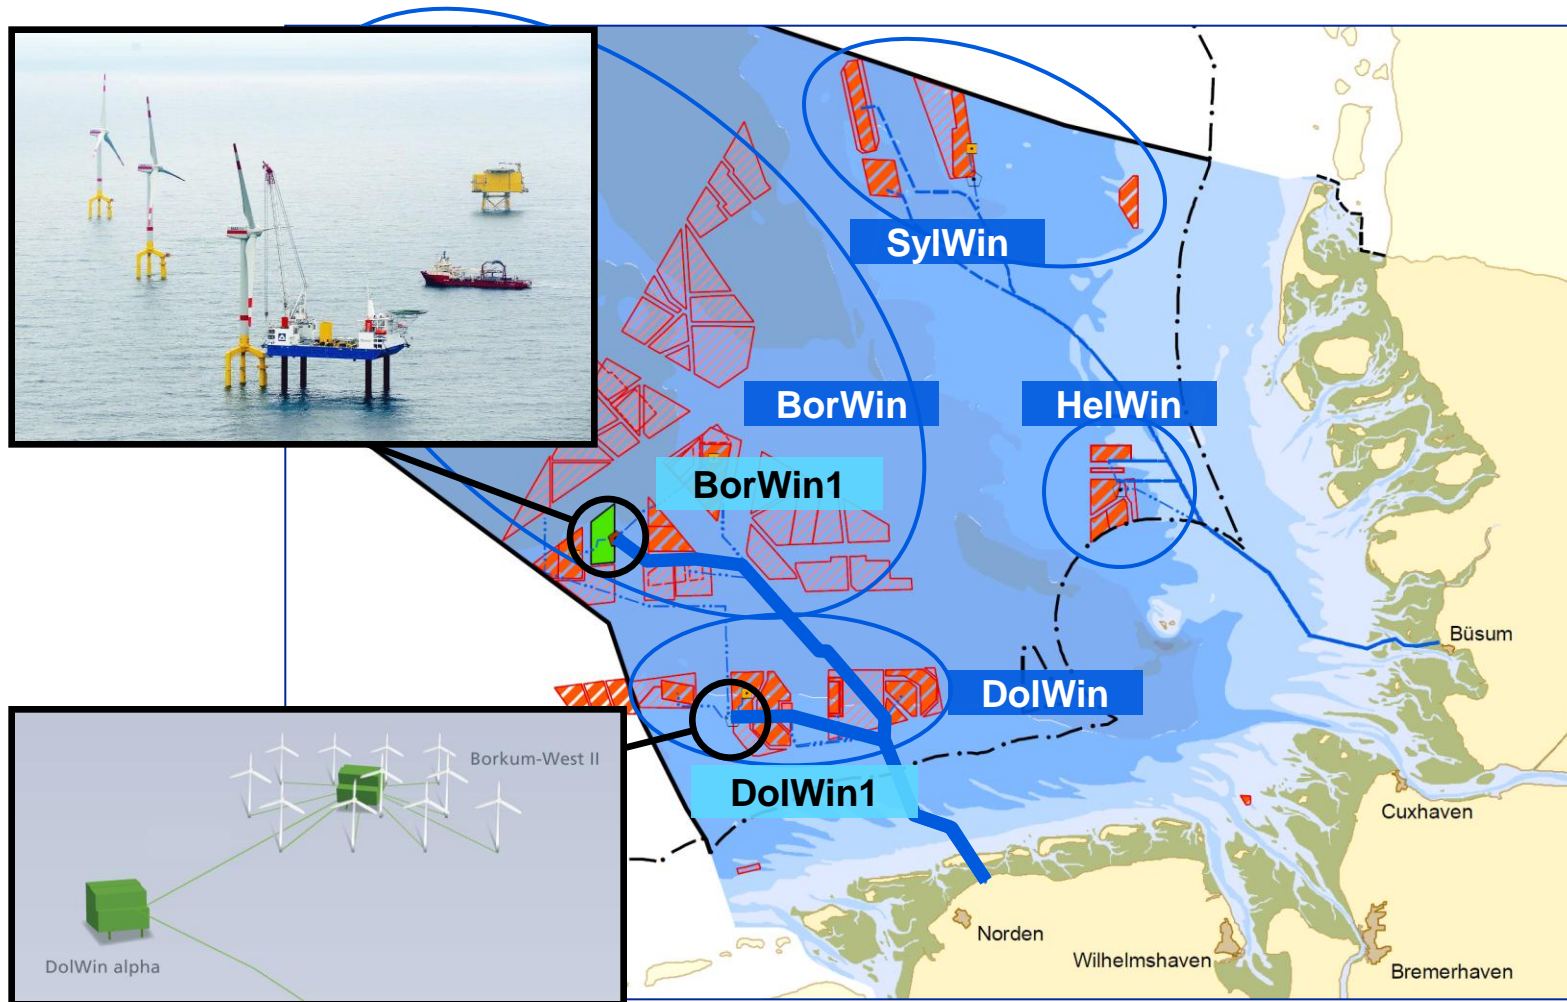 SylWin
BorWin
HelWin
BorWin1
Büsum
DolWin
Borkum-West II
DolWin1
Cuxhaven
Norden
DolWin alpha
Wilhelmshaven
Bremerhaven